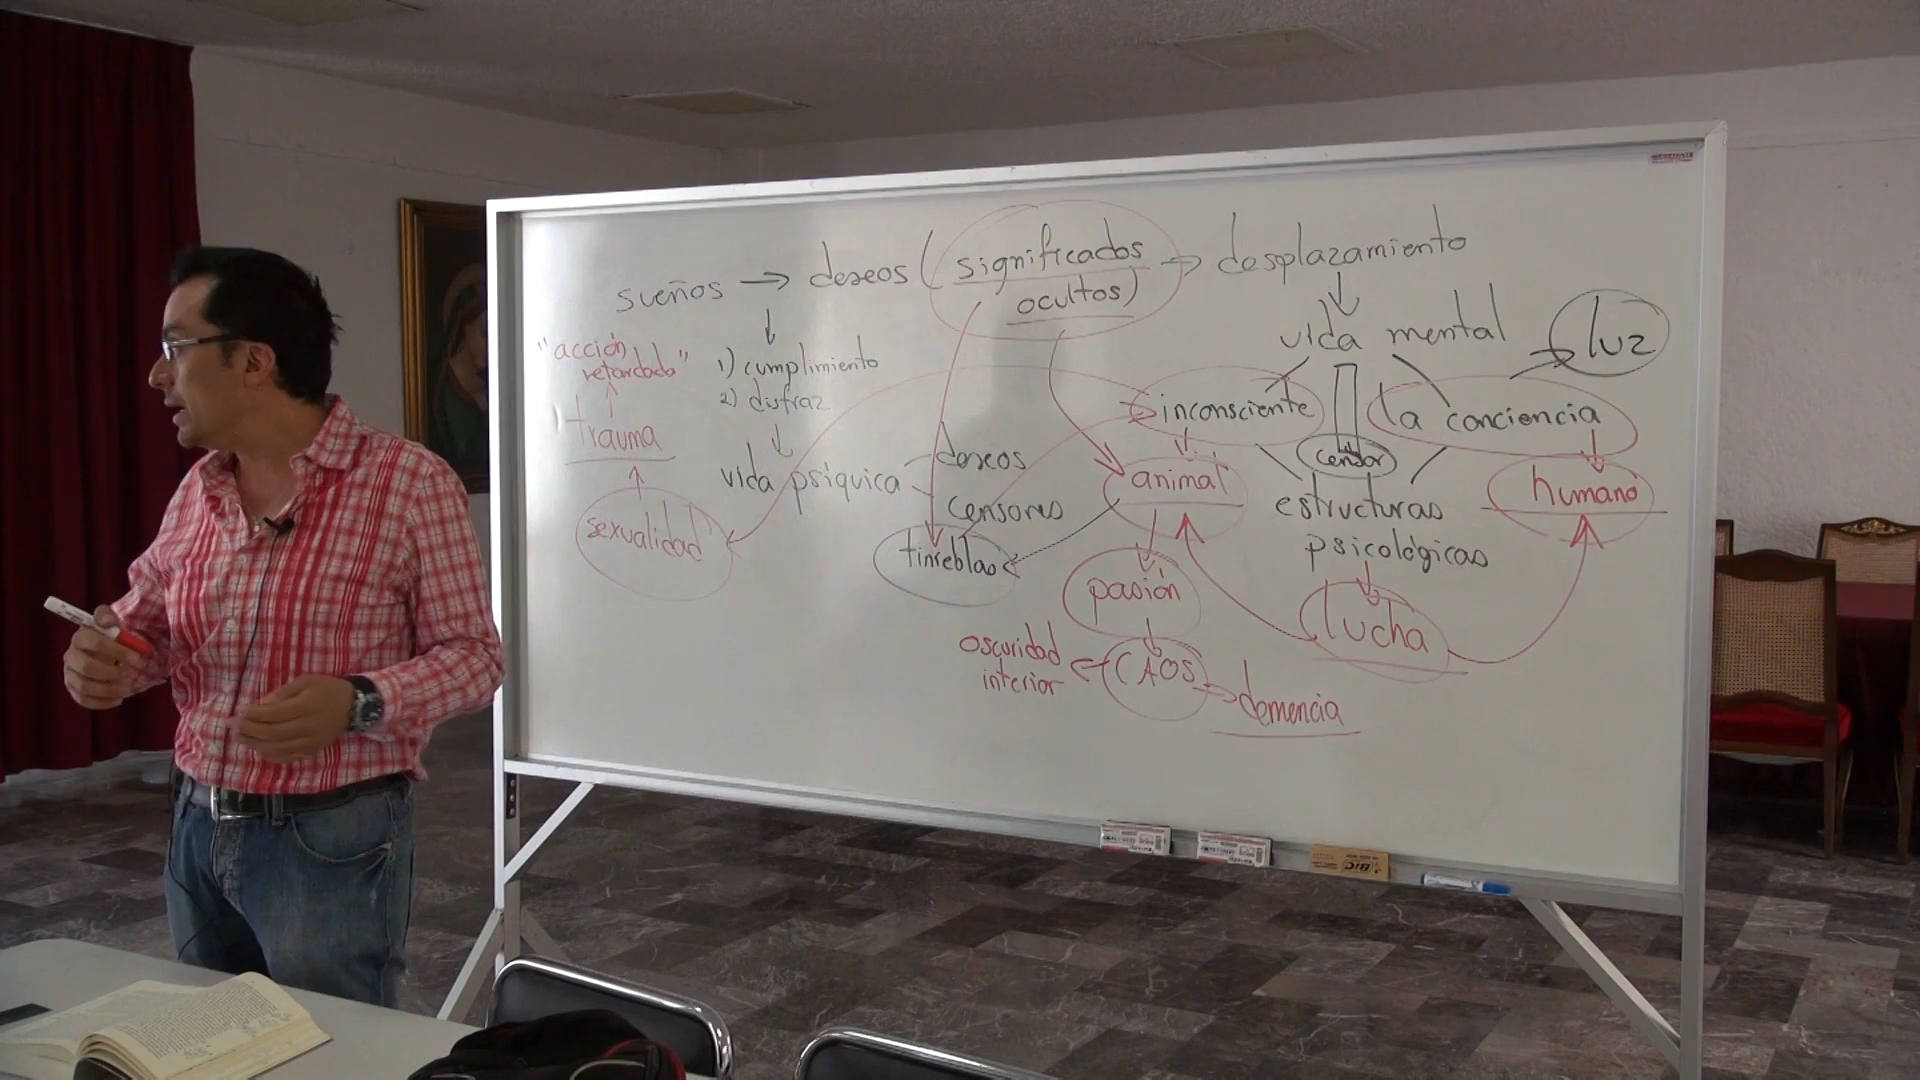 sueños → deseos (significados
ocultos) → desplazamiento
↓
vida mental
luz
"acción
retardada"
trauma
sexualidad
1) cumplimiento
2) disfraz
vida psíquica
deseos
censores
tinieblas
inconsciente
censor
la conciencia
animal
humano
estructuras
psicológicas
pasión
lucha
oscuridad
interior
CAOS
demencia
BIC